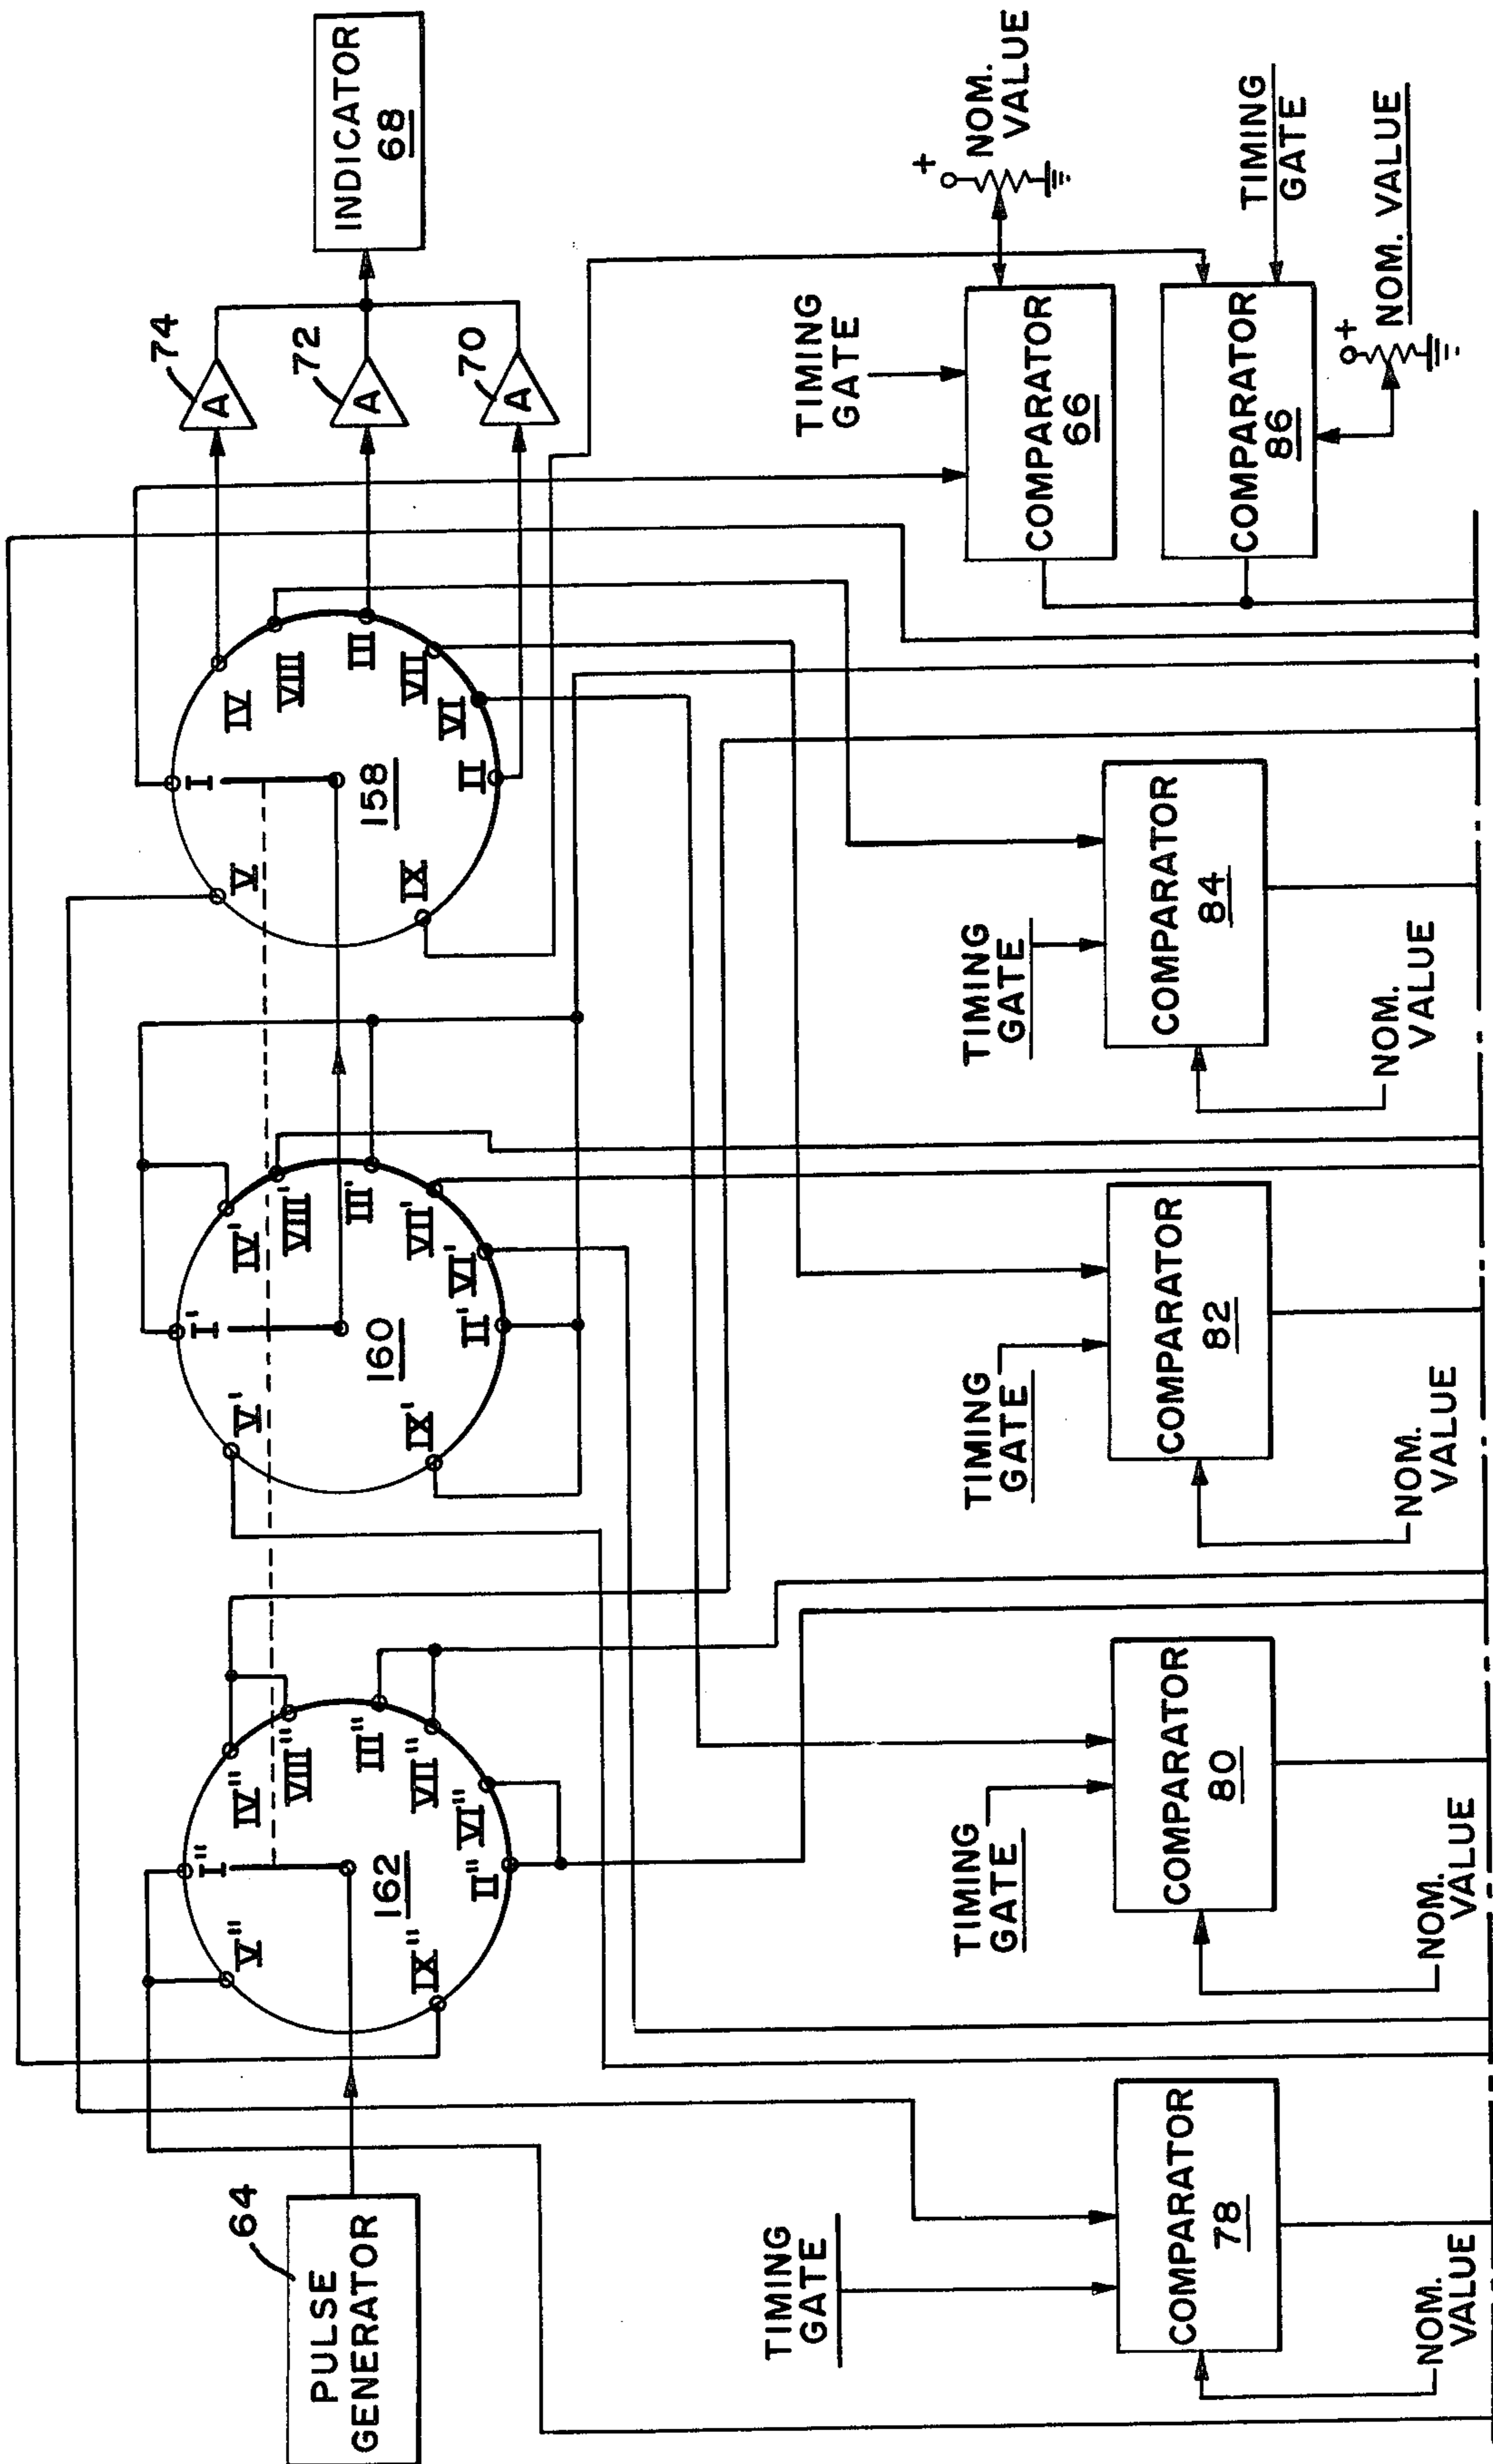 PULSE
GENERATOR
64
I"
IV"
VIII"
III"
VII"
VI"
II"
IX"
V"
162
I'
IV'
VIII'
III'
VII'
VI'
II'
IX'
V'
160
I
IV
VIII
III
VII
VI
II
IX
V
158
A
74
A
72
A
70
INDICATOR
68
TIMING
GATE
COMPARATOR
78
NOM.
VALUE
TIMING
GATE
COMPARATOR
80
NOM.
VALUE
TIMING
GATE
COMPARATOR
82
NOM.
VALUE
TIMING
GATE
COMPARATOR
84
NOM.
VALUE
TIMING
GATE
COMPARATOR
66
+
NOM.
VALUE
COMPARATOR
86
TIMING
GATE
+
NOM. VALUE